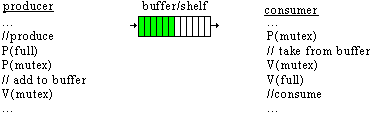 producer
...
//produce
P(full)
P(mutex)
// add to buffer
V(mutex)
...
buffer/shelf
consumer
...
P(mutex)
// take from buffer
V(mutex)
V(full)
//consume
...